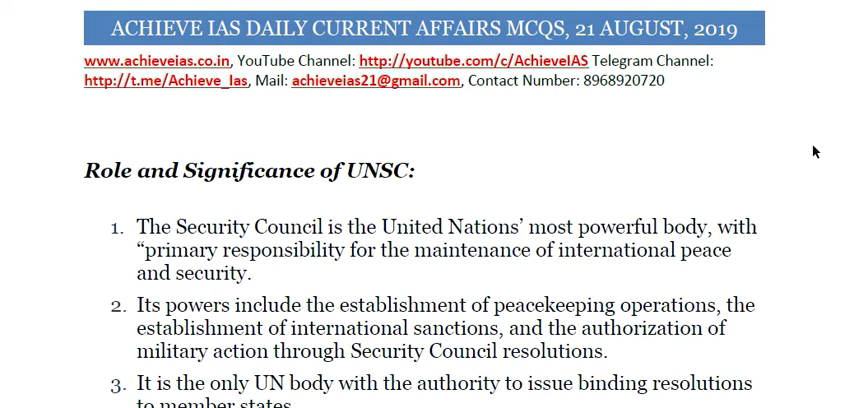 ACHIEVE IAS DAILY CURRENT AFFAIRS MCQS, 21 AUGUST, 2019
www.achieveias.co.in, YouTube Channel: http://youtube.com/c/AchieveIAS Telegram Channel:
http://t.me/Achieve_Ias, Mail: achieveias21@gmail.com, Contact Number: 8968920720
Role and Significance of UNSC:
1. The Security Council is the United Nations’ most powerful body, with
“primary responsibility for the maintenance of international peace
and security.
2. Its powers include the establishment of peacekeeping operations, the
establishment of international sanctions, and the authorization of
military action through Security Council resolutions.
3. It is the only UN body with the authority to issue binding resolutions
to member states